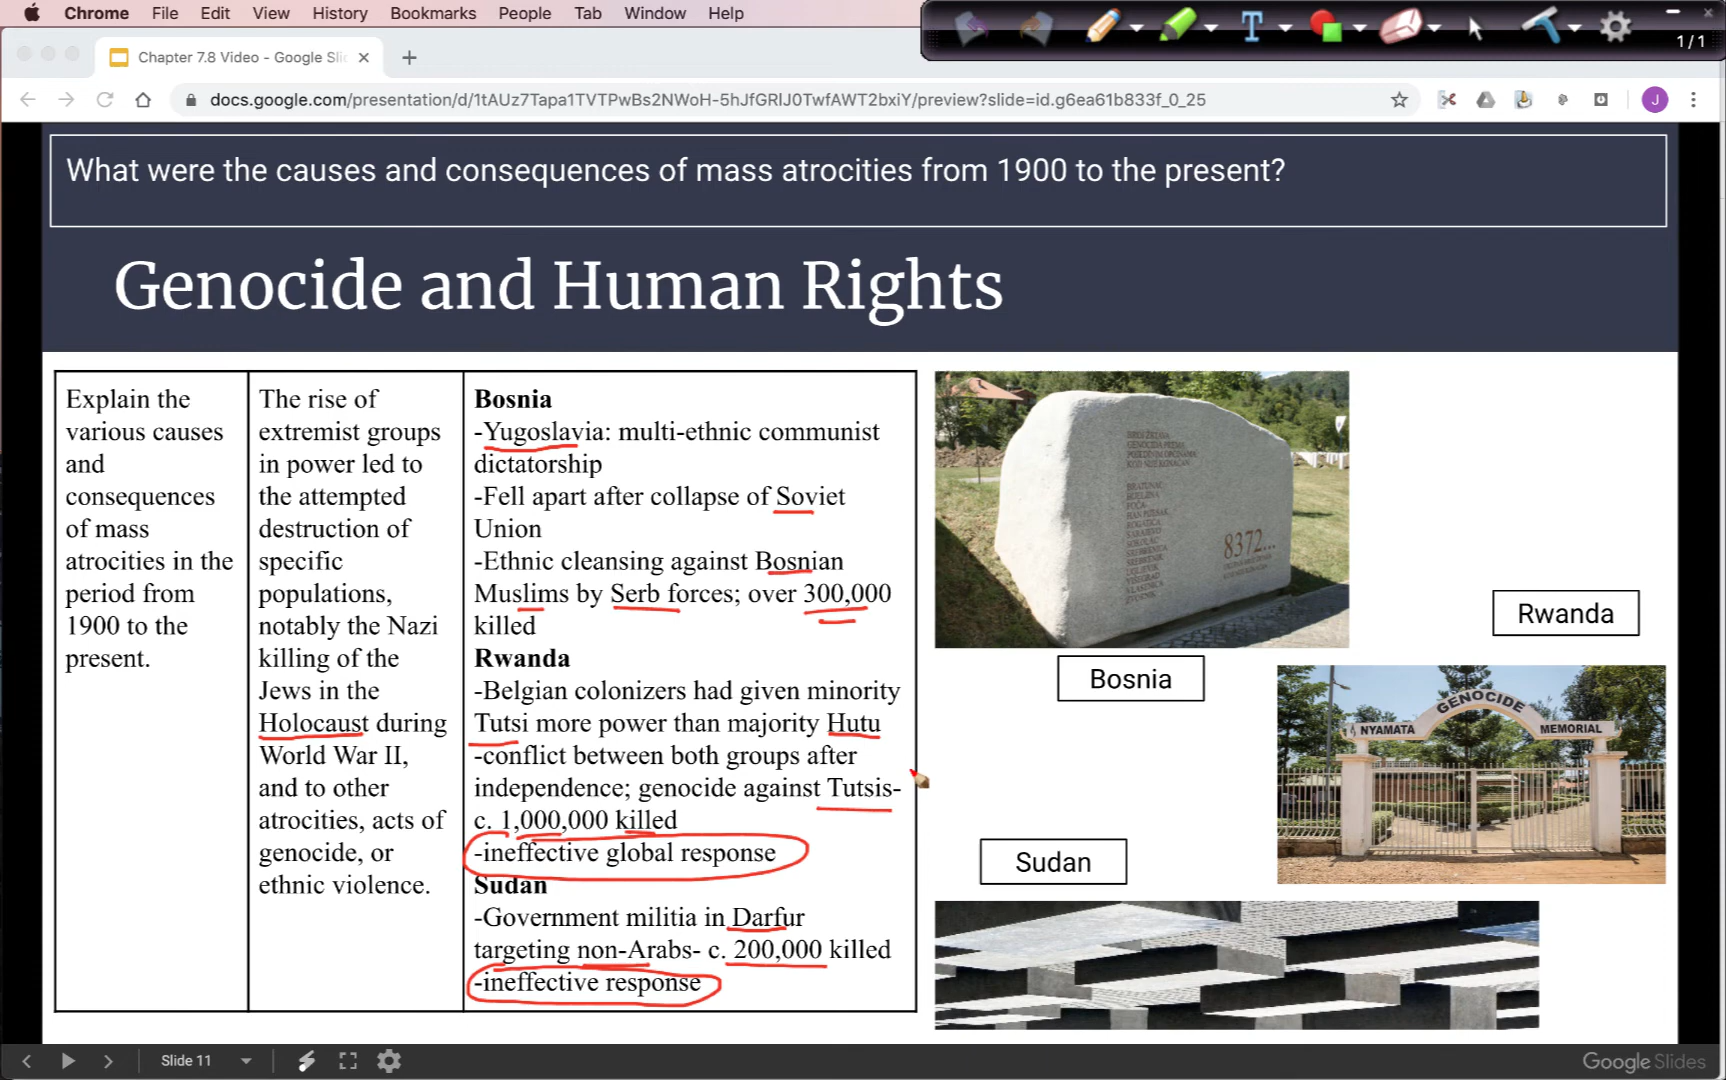 Chrome File Edit View History Bookmarks People Tab Window Help
1/1
Chapter 7.8 Video - Google Slic
docs.google.com/presentation/d/1tAUz7Tapa1TVTPwBs2NWoH-5hJfGRlJ0TwfAWT2bxiY/preview?slide=id.g6ea61b833f_0_25
J
What were the causes and consequences of mass atrocities from 1900 to the present?
Genocide and Human Rights
Explain the
various causes
and
consequences
of mass
atrocities in the
period from
1900 to the
present.
The rise of
extremist groups
in power led to
the attempted
destruction of
specific
populations,
notably the Nazi
killing of the
Jews in the
Holocaust during
World War II,
and to other
atrocities, acts of
genocide, or
ethnic violence.
Bosnia
-Yugoslavia: multi-ethnic communist
dictatorship
-Fell apart after collapse of Soviet
Union
-Ethnic cleansing against Bosnian
Muslims by Serb forces; over 300,000
killed
Rwanda
-Belgian colonizers had given minority
Tutsi more power than majority Hutu
-conflict between both groups after
independence; genocide against Tutsis-
c. 1,000,000 killed
-ineffective global response
Sudan
-Government militia in Darfur
targeting non-Arabs- c. 200,000 killed
-ineffective response
8372...
Bosnia
Rwanda
NYAMATA GENOCIDE MEMORIAL
Sudan
Slide 11
Google Slides